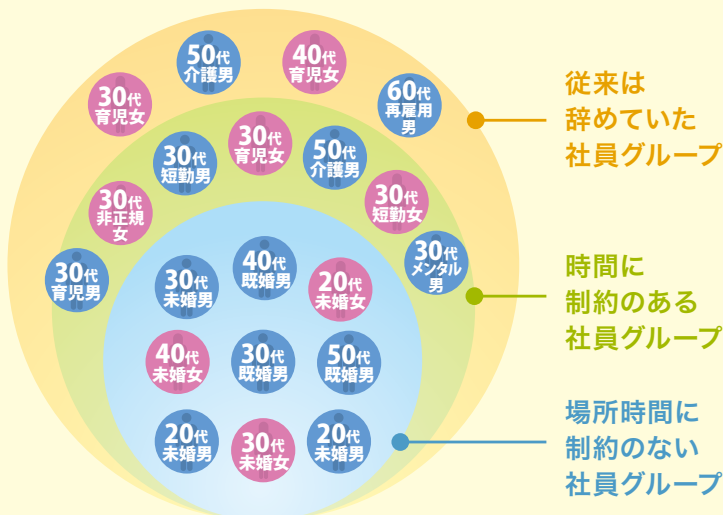 50代
介護男
40代
育児女
30代
育児女
60代
再雇用
男
30代
育児女
30代
短勤男
50代
介護男
30代
非正規
女
30代
短勤女
30代
育児男
30代
メンタル
男
40代
既婚男
30代
未婚男
20代
未婚女
40代
未婚女
30代
既婚男
50代
既婚男
20代
未婚男
30代
未婚女
20代
未婚男
従来は
辞めていた
社員グループ
時間に
制約のある
社員グループ
場所時間に
制約のない
社員グループ